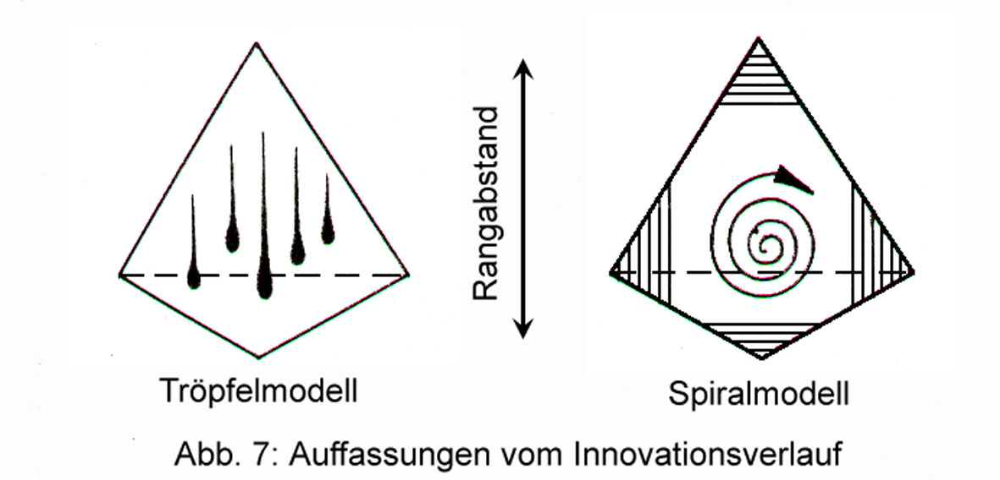 Rangabstand
Tröpfelmodell
Spiralmodell
Abb. 7: Auffassungen vom Innovationsverlauf